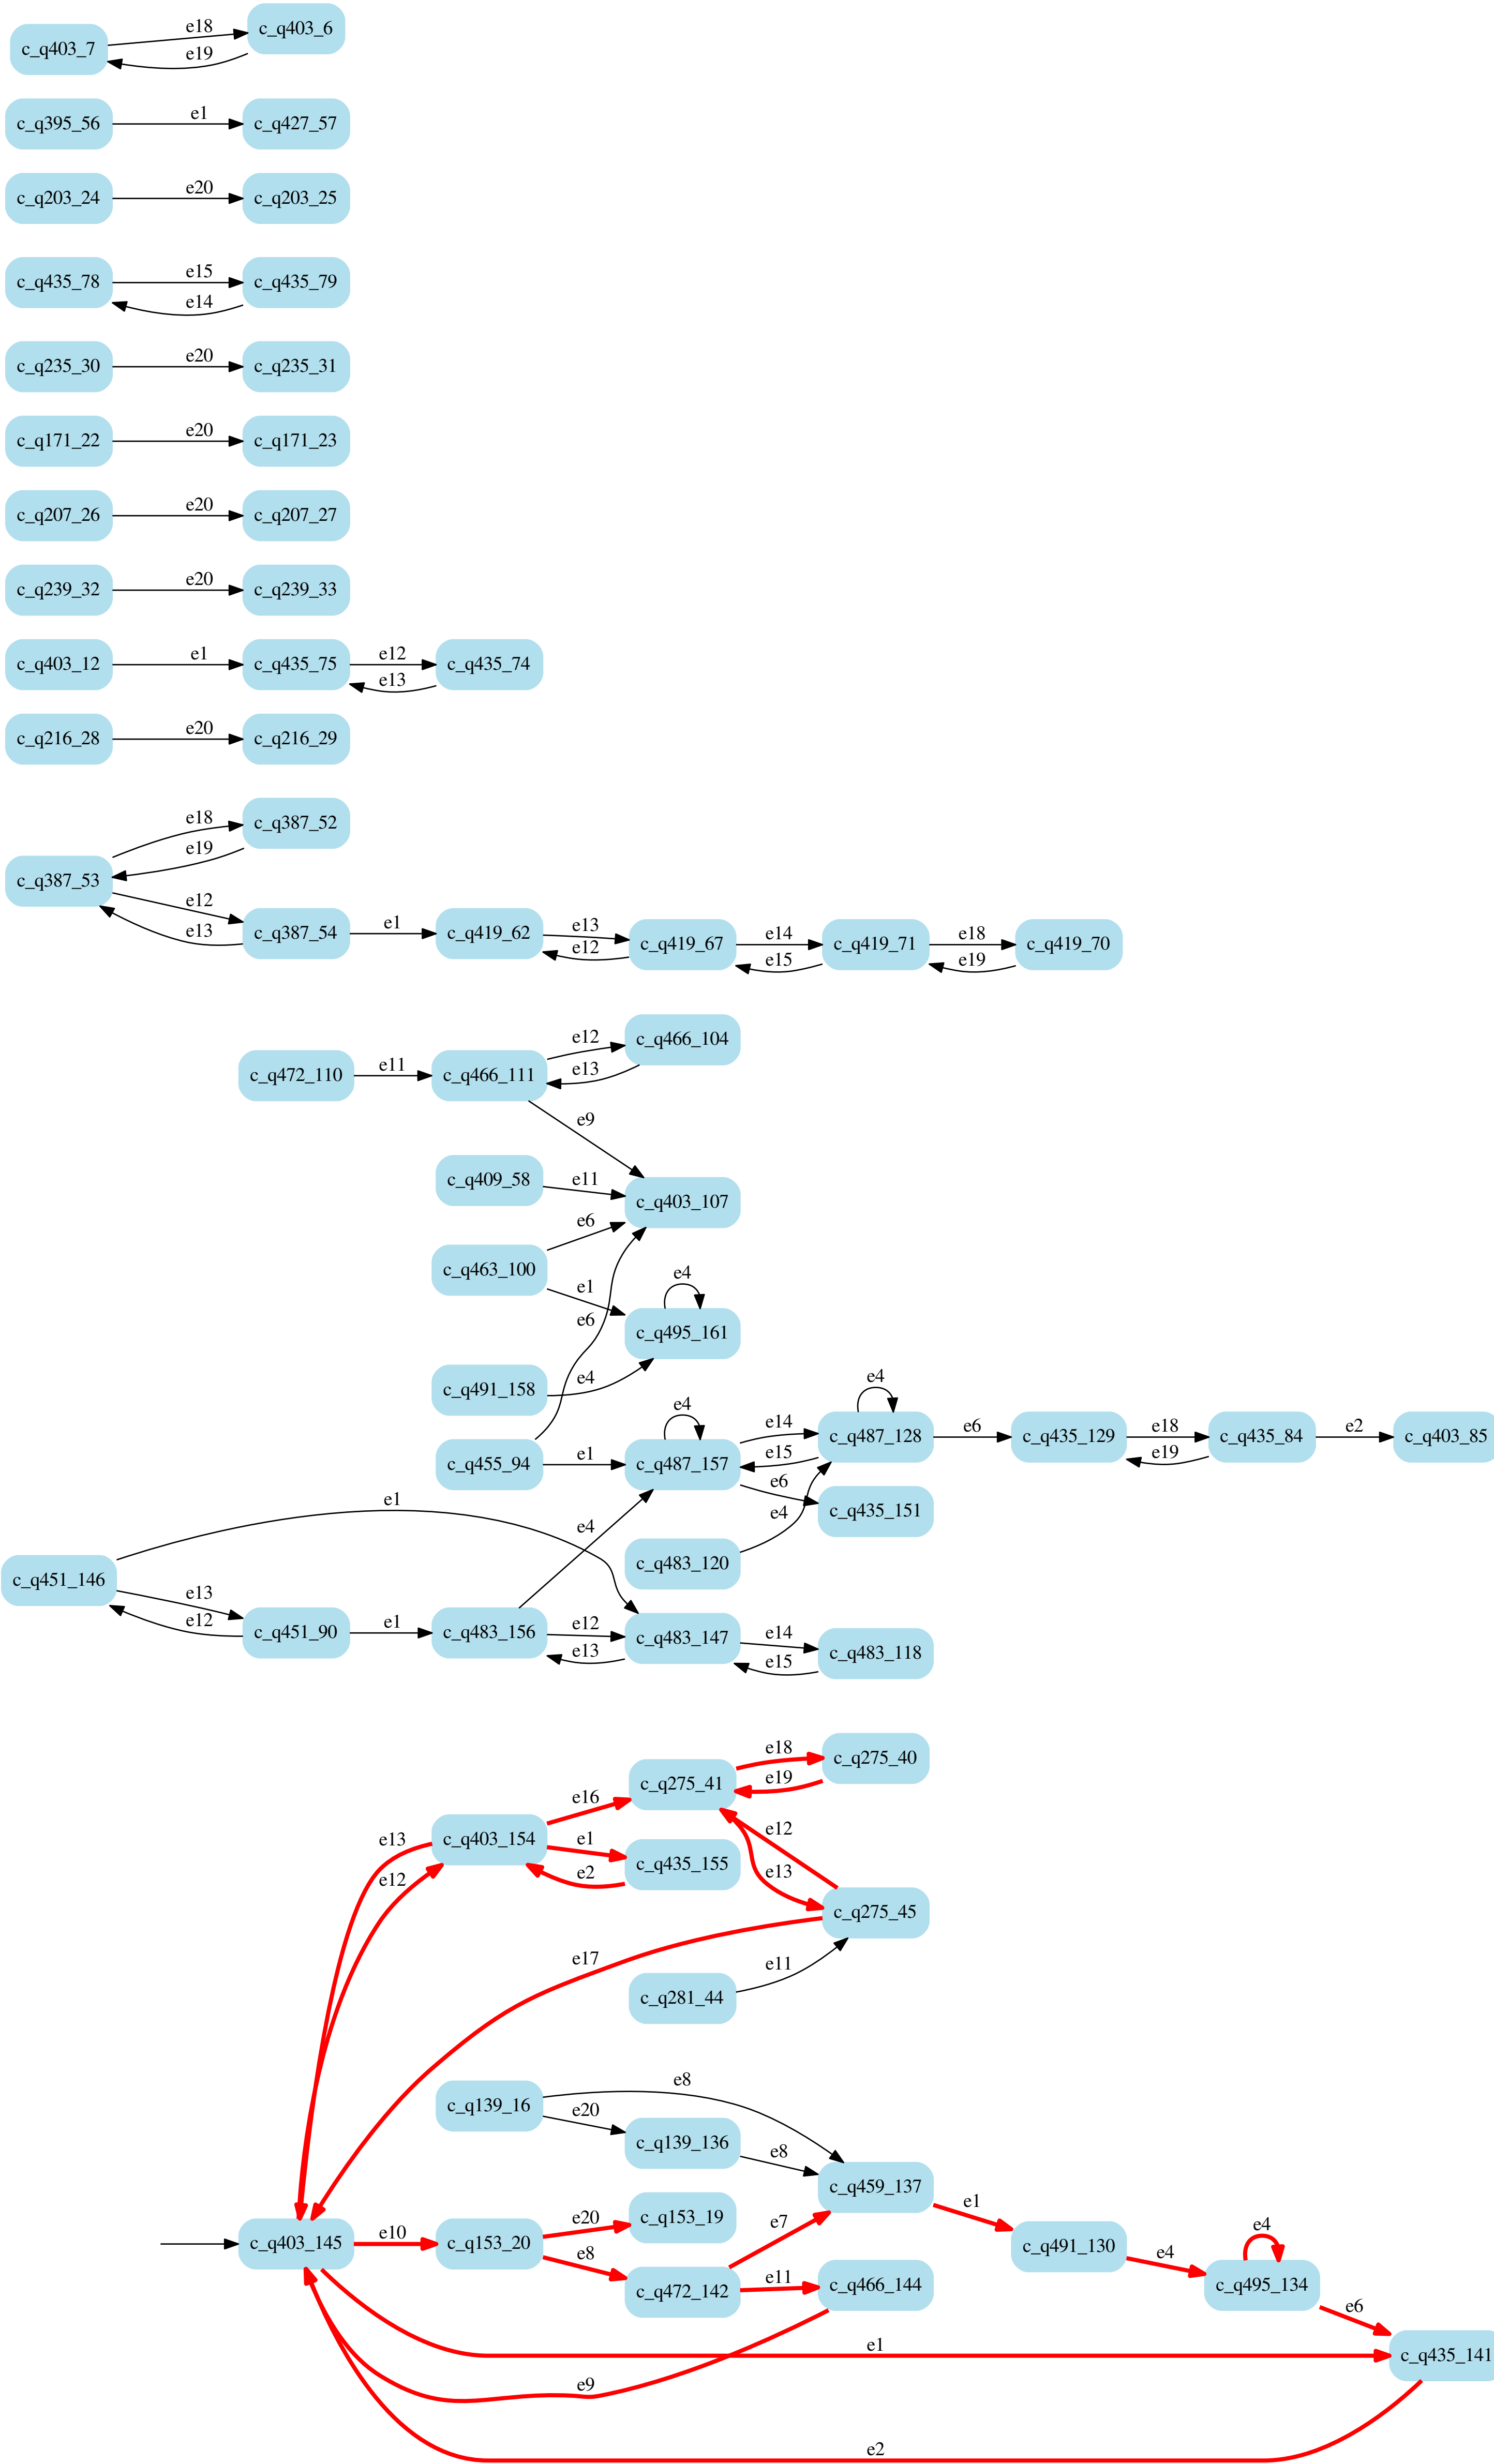 c_q403_7
e18
c_q403_6
e19
c_q395_56
e1
c_q427_57
c_q203_24
e20
c_q203_25
c_q435_78
e15
c_q435_79
e14
c_q235_30
e20
c_q235_31
c_q171_22
e20
c_q171_23
c_q207_26
e20
c_q207_27
c_q239_32
e20
c_q239_33
c_q403_12
e1
c_q435_75
e12
c_q435_74
e13
c_q216_28
e20
c_q216_29
c_q387_53
e18
c_q387_52
e19
e12
e13
c_q387_54
e1
c_q419_62
e13
e12
c_q419_67
e14
e15
c_q419_71
e18
e19
c_q419_70
c_q472_110
e11
c_q466_111
e12
e13
c_q466_104
e9
c_q409_58
e11
c_q403_107
c_q463_100
e6
e1
e6
e4
c_q495_161
c_q491_158
e4
c_q455_94
e1
e4
c_q487_157
e14
e15
e6
e4
c_q487_128
e6
c_q435_129
e18
e19
c_q435_84
e2
c_q403_85
c_q435_151
e4
c_q483_120
c_q451_146
e1
e13
e12
c_q451_90
e1
c_q483_156
e4
e12
e13
c_q483_147
e14
e15
c_q483_118
c_q403_154
e16
c_q275_41
e18
e19
c_q275_40
e13
e12
e1
e2
c_q435_155
e12
e13
c_q275_45
e17
e11
c_q281_44
c_q139_16
e8
e20
c_q139_136
e8
c_q459_137
c_q403_145
e10
c_q153_20
e20
c_q153_19
e8
c_q472_142
e7
e11
c_q466_144
e1
c_q491_130
e4
e4
c_q495_134
e6
c_q435_141
e1
e9
e2